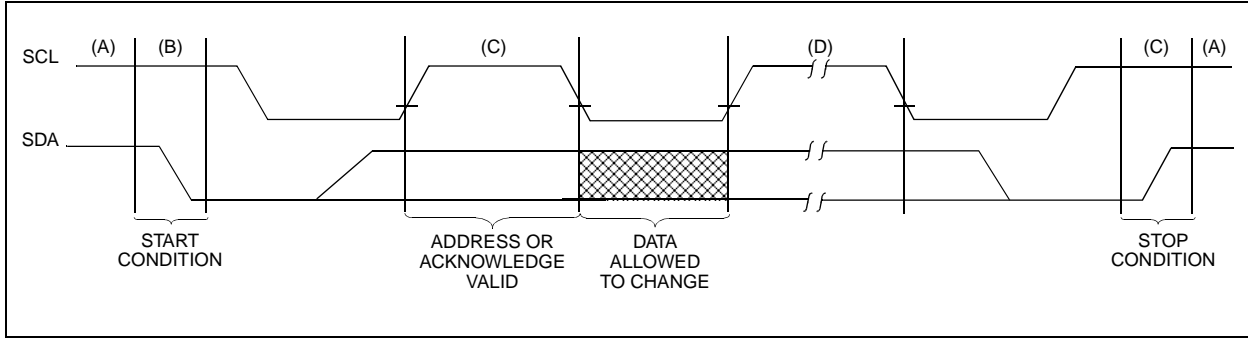 (A) (B) (C) (D) (C) (A)
SCL
SDA
START
CONDITION
ADDRESS OR
ACKNOWLEDGE
VALID
DATA
ALLOWED
TO CHANGE
STOP
CONDITION